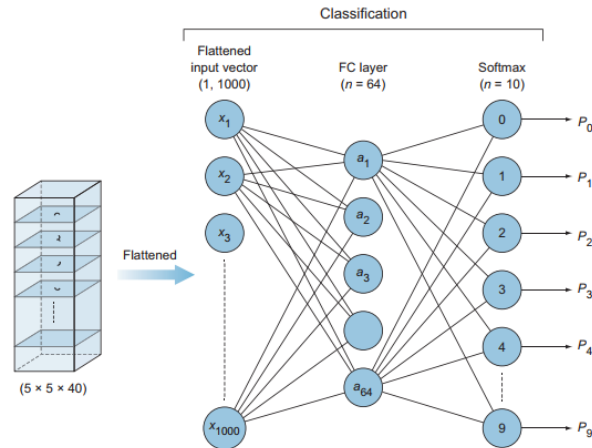 Classification
Flattened
input vector
(1, 1000)
FC layer
(n = 64)
Softmax
(n = 10)
x1
x2
x3
x1000
a1
a2
a3
a64
0
1
2
3
4
9
P0
P1
P2
P3
P4
P9
Flattened
(5 × 5 × 40)